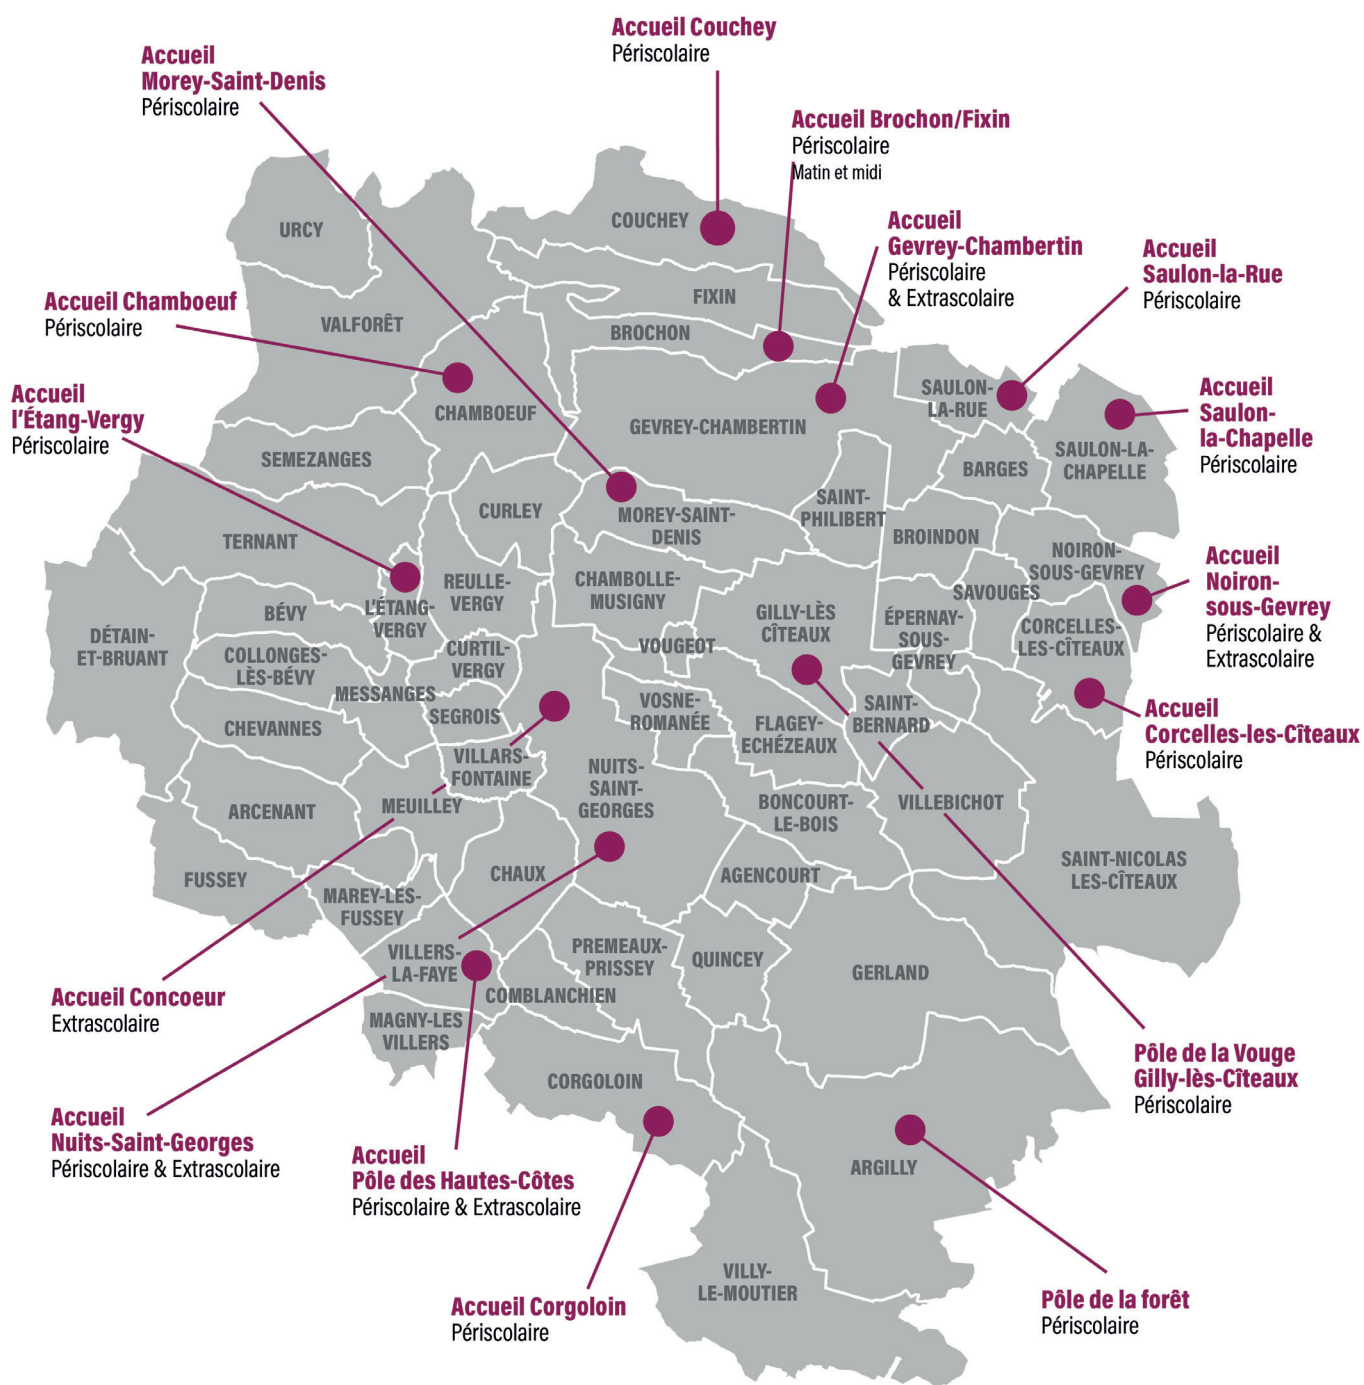 Accueil Couchey
Périscolaire
Accueil
Morey-Saint-Denis
Périscolaire
Accueil Brochon/Fixin
Périscolaire
Matin et midi
Accueil
Gevrey-Chambertin
Périscolaire
& Extrascolaire
Accueil
Saulon-la-Rue
Périscolaire
Accueil Chamboeuf
Périscolaire
Accueil
l'Étang-Vergy
Périscolaire
Accueil
Saulon-
la-Chapelle
Périscolaire
Accueil
Noiron-
sous-Gevrey
Périscolaire &
Extrascolaire
Accueil
Corcelles-les-Cîteaux
Périscolaire
URCY
COUCHEY
VALFORÊT
FIXIN
BROCHON
CHAMBOEUF
GEVREY-CHAMBERTIN
SAULON-
LA-RUE
SAULON-LA-
CHAPELLE
BARGES
SEMEZANGES
CURLEY
MOREY-SAINT-
DENIS
SAINT-
PHILIBERT
BROINDON
NOIRON-
SOUS-GEVREY
TERNANT
REULLE-
VERGY
CHAMBOLLE-
MUSIGNY
GILLY-LÈS
CÎTEAUX
SAVOUGES
ÉPERNAY-
SOUS-
GEVREY
CORCELLES-
LES-CÎTEAUX
DÉTAIN-
ET-BRUANT
BÉVY
L'ÉTANG-
VERGY
COLLONGES-
LÈS-BÉVY
CURTIL-
VERGY
VOUGEOT
MESSANGES
SEGROIS
VOSNE-
ROMANÉE
FLAGEY-
ECHÉZEAUX
SAINT-
BERNARD
CHEVANNES
VILLARS-
FONTAINE
NUITS-
SAINT-
GEORGES
ARCENANT
MEUILLEY
BONCOURT-
LE-BOIS
VILLEBICHOT
SAINT-NICOLAS
LES-CÎTEAUX
FUSSEY
CHAUX
AGENCOURT
MAREY-LES-
FUSSEY
VILLERS-
LA-FAYE
PREMEAUX-
PRISSEY
QUINCEY
GERLAND
COMBLANCHIEN
MAGNY-LES
VILLERS
CORGOLOIN
ARGILLY
VILLY-
LE-MOUTIER
Accueil Concoeur
Extrascolaire
Accueil
Nuits-Saint-Georges
Périscolaire & Extrascolaire
Accueil
Pôle des Hautes-Côtes
Périscolaire & Extrascolaire
Accueil Corgoloin
Périscolaire
Pôle de la Vouge
Gilly-lès-Cîteaux
Périscolaire
Pôle de la forêt
Périscolaire